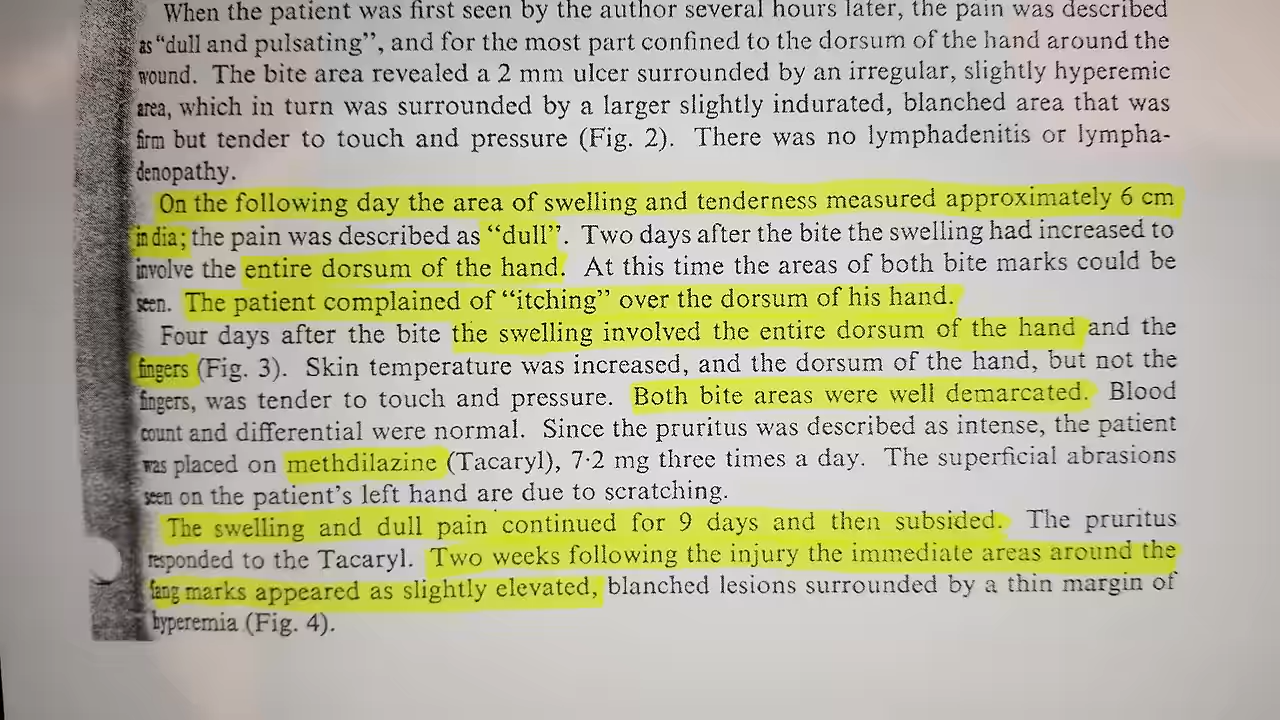 When the patient was first seen by the author several hours later, the pain was described
as “dull and pulsating”, and for the most part confined to the dorsum of the hand around the
wound. The bite area revealed a 2 mm ulcer surrounded by an irregular, slightly hyperemic
area, which in turn was surrounded by a larger slightly indurated, blanched area that was
firm but tender to touch and pressure (Fig. 2). There was no lymphadenitis or lympha-
denopathy.
On the following day the area of swelling and tenderness measured approximately 6 cm
in dia; the pain was described as “dull”. Two days after the bite the swelling had increased to
involve the entire dorsum of the hand. At this time the areas of both bite marks could be
seen. The patient complained of “itching” over the dorsum of his hand.
Four days after the bite the swelling involved the entire dorsum of the hand and the
fingers (Fig. 3). Skin temperature was increased, and the dorsum of the hand, but not the
fingers, was tender to touch and pressure. Both bite areas were well demarcated. Blood
count and differential were normal. Since the pruritus was described as intense, the patient
was placed on methdilazine (Tacaryl), 7·2 mg three times a day. The superficial abrasions
seen on the patient’s left hand are due to scratching.
The swelling and dull pain continued for 9 days and then subsided. The pruritus
responded to the Tacaryl. Two weeks following the injury the immediate areas around the
fang marks appeared as slightly elevated, blanched lesions surrounded by a thin margin of
hyperemia (Fig. 4).